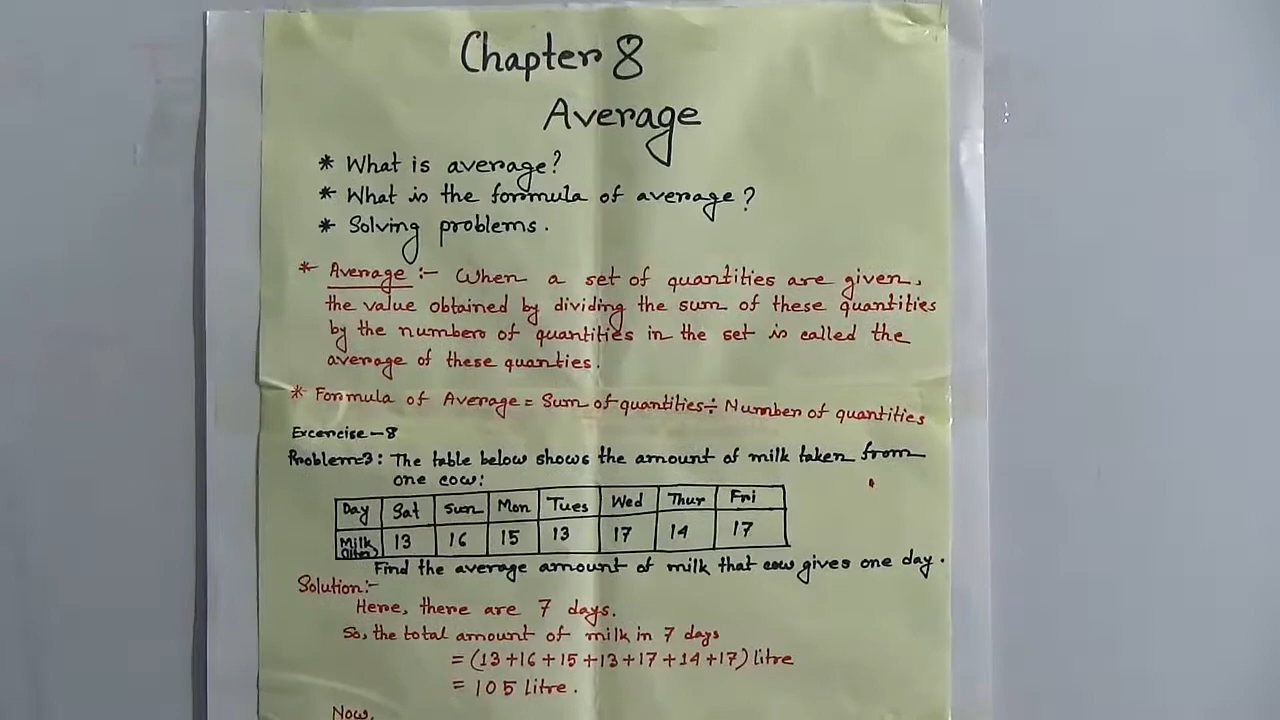 Chapter 8
Average
* What is average?
* What is the formula of average?
* Solving problems.
* Average :- When a set of quantities are given,
the value obtained by dividing the sum of these quantities
by the numbers of quantities in the set is called the
average of these quanties.
* Formula of Average = Sum of quantities ÷ Number of quantities
Excercise-8
Problem-3: The table below shows the amount of milk taken from
one cow:
Day Sat Sun Mon Tues Wed Thur Fri
Milk (liter) 13 16 15 13 17 14 17
Find the average amount of milk that cow gives one day.
Solution:-
Here, there are 7 days.
So, the total amount of milk in 7 days
= (13+16+15+13+17+14+17) litre
= 105 litre.
Now,